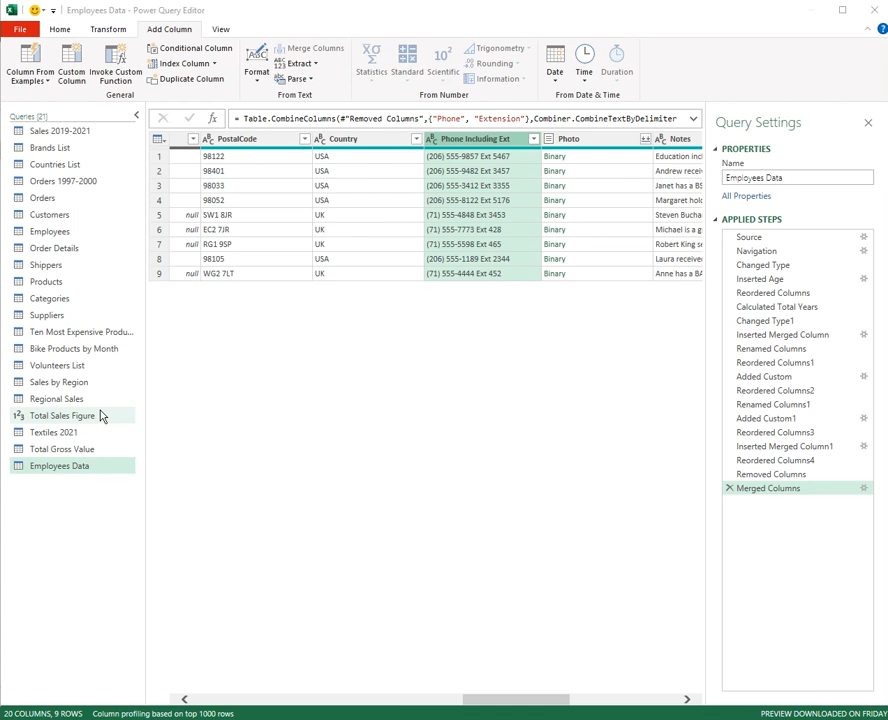 Employees Data - Power Query Editor
File Home Transform Add Column View
Column From Examples Custom Column Invoke Custom Function
Conditional Column
Index Column
Duplicate Column
General
Format
Merge Columns
Extract
Parse
From Text
Statistics Standard Scientific
Trigonometry
Rounding
Information
From Number
Date Time Duration
From Date & Time
Queries [21]
Sales 2019-2021
Brands List
Countries List
Orders 1997-2000
Orders
Customers
Employees
Order Details
Shippers
Products
Categories
Suppliers
Ten Most Expensive Produ...
Bike Products by Month
Volunteers List
Sales by Region
Regional Sales
Total Sales Figure
Textiles 2021
Total Gross Value
Employees Data
= Table.CombineColumns(#"Removed Columns",{"Phone", "Extension"},Combiner.CombineTextByDelimiter
PostalCode Country Phone Including Ext Photo Notes
1 98122 USA (206) 555-9857 Ext 5467 Binary Education incl
2 98401 USA (206) 555-9482 Ext 3457 Binary Andrew receiv
3 98033 USA (206) 555-3412 Ext 3355 Binary Janet has a BS
4 98052 USA (206) 555-8122 Ext 5176 Binary Margaret hold
5 null SW1 8JR UK (71) 555-4848 Ext 3453 Binary Steven Bucha
6 null EC2 7JR UK (71) 555-7773 Ext 428 Binary Michael is a g
7 null RG1 9SP UK (71) 555-5598 Ext 465 Binary Robert King se
8 98105 USA (206) 555-1189 Ext 2344 Binary Laura receive
9 null WG2 7LT UK (71) 555-4444 Ext 452 Binary Anne has a BA
Query Settings
PROPERTIES
Name
Employees Data
All Properties
APPLIED STEPS
Source
Navigation
Changed Type
Inserted Age
Reordered Columns
Calculated Total Years
Changed Type1
Inserted Merged Column
Renamed Columns
Reordered Columns1
Added Custom
Reordered Columns2
Renamed Columns1
Added Custom1
Reordered Columns3
Inserted Merged Column1
Reordered Columns4
Removed Columns
Merged Columns
20 COLUMNS, 9 ROWS Column profiling based on top 1000 rows
PREVIEW DOWNLOADED ON FRIDAY